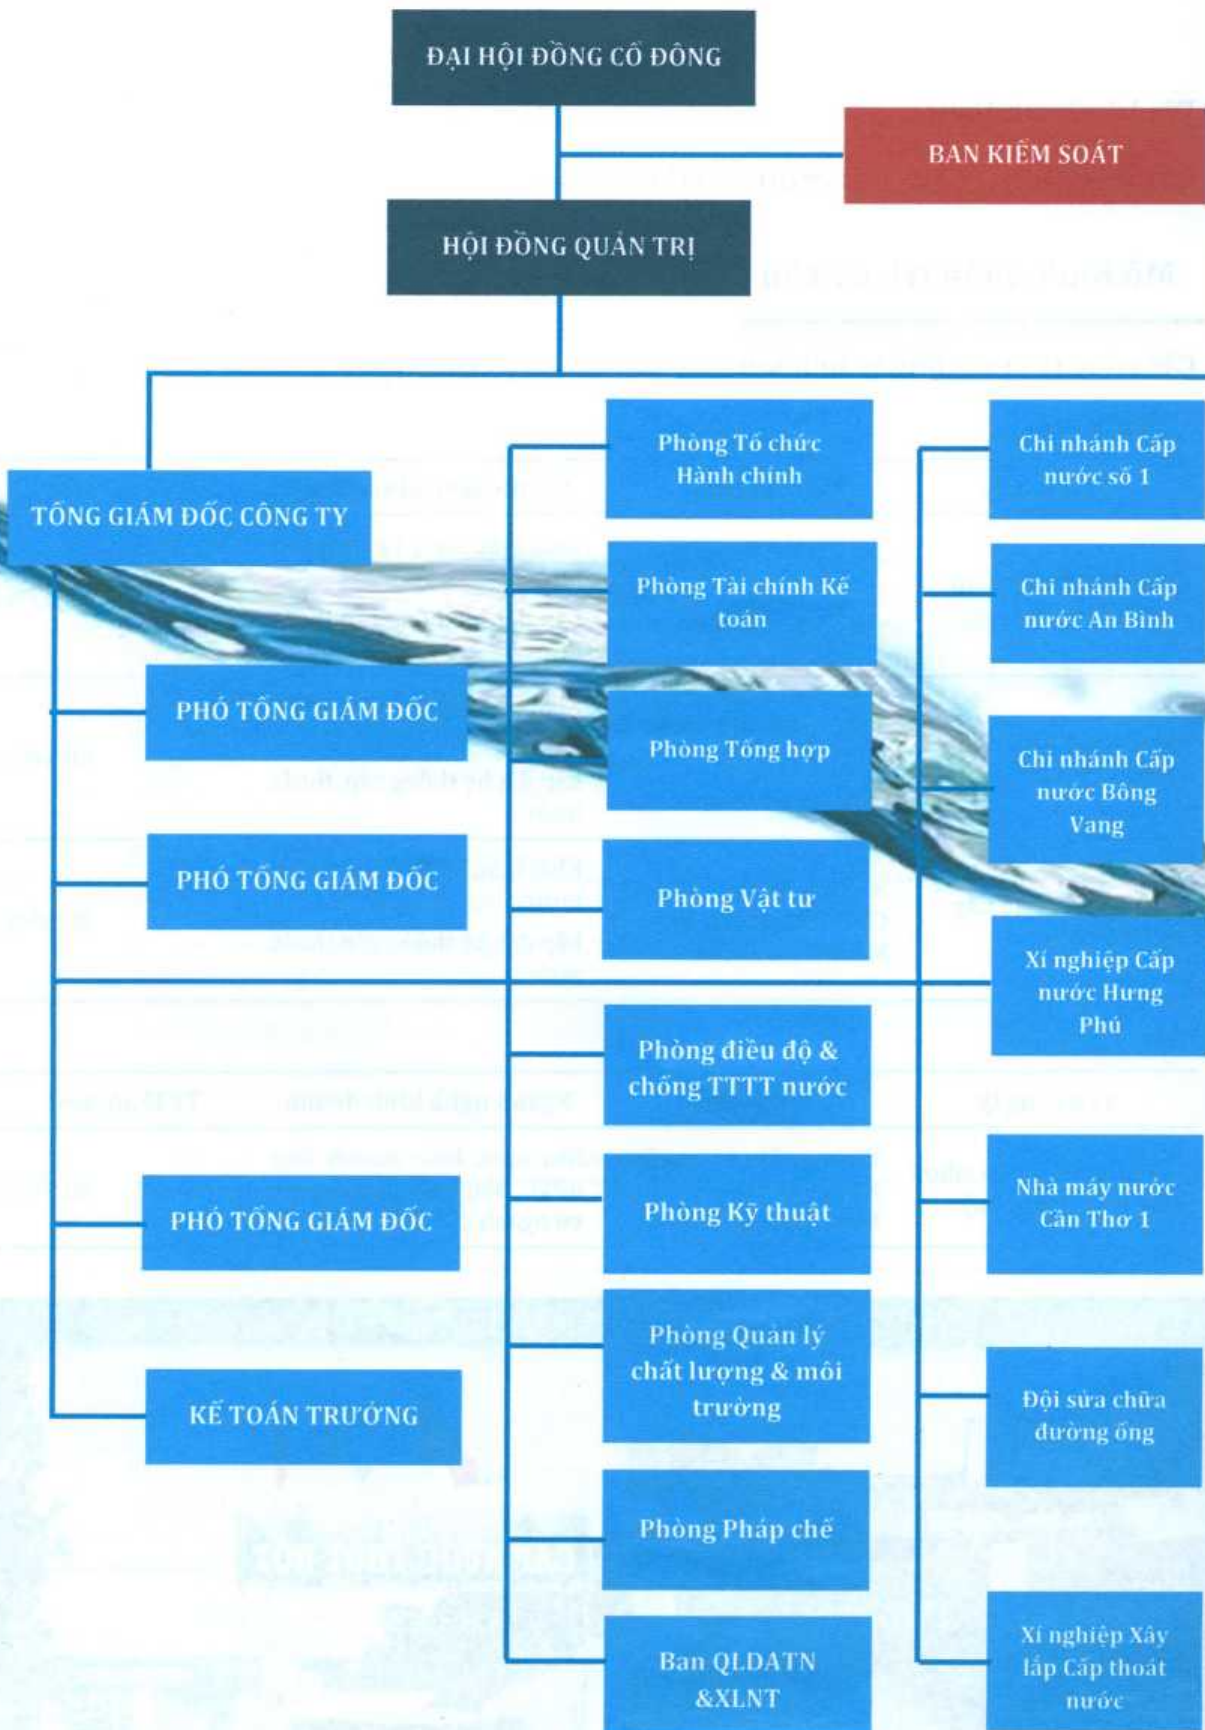 ĐẠI HỘI ĐỒNG CỔ ĐÔNG
BAN KIỂM SOÁT
HỘI ĐỒNG QUẢN TRỊ
TỔNG GIÁM ĐỐC CÔNG TY
PHÓ TỔNG GIÁM ĐỐC
PHÓ TỔNG GIÁM ĐỐC
PHÓ TỔNG GIÁM ĐỐC
KẾ TOÁN TRƯỞNG
Phòng Tổ chức
Hành chính
Phòng Tài chính Kế
toán
Phòng Tổng hợp
Phòng Vật tư
Phòng điều độ &
chống TTTT nước
Phòng Kỹ thuật
Phòng Quản lý
chất lượng & môi
trường
Phòng Pháp chế
Ban QLDATN
&XLNT
Chi nhánh Cấp
nước số 1
Chi nhánh Cấp
nước An Bình
Chi nhánh Cấp
nước Bông
Vang
Xí nghiệp Cấp
nước Hưng
Phú
Nhà máy nước
Cần Thơ 1
Đội sửa chữa
đường ống
Xí nghiệp Xây
lắp Cấp thoát
nước